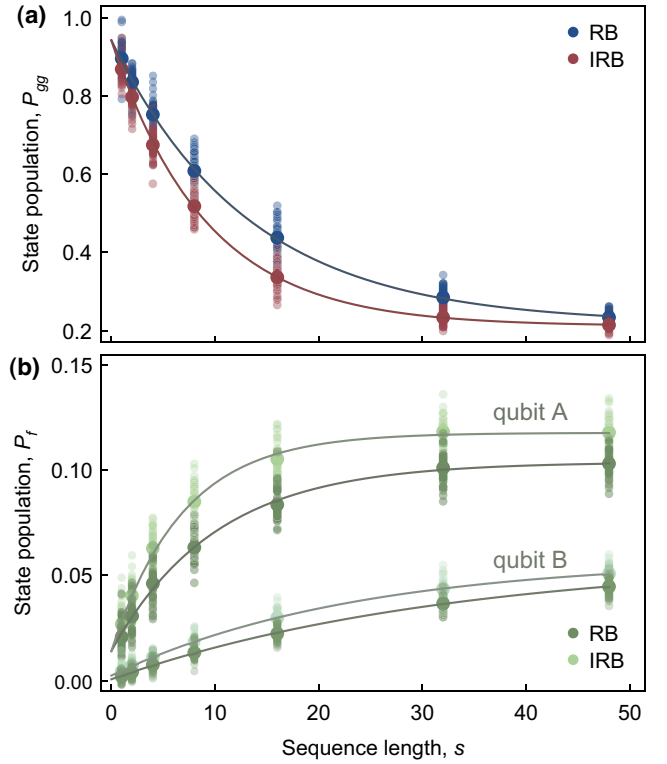 (a)
1.0
0.8
0.6
0.4
0.2
State population, P_gg
RB
IRB
(b)
0.15
0.10
0.05
0.00
State population, P_f
qubit A
qubit B
RB
IRB
0 10 20 30 40 50
Sequence length, s